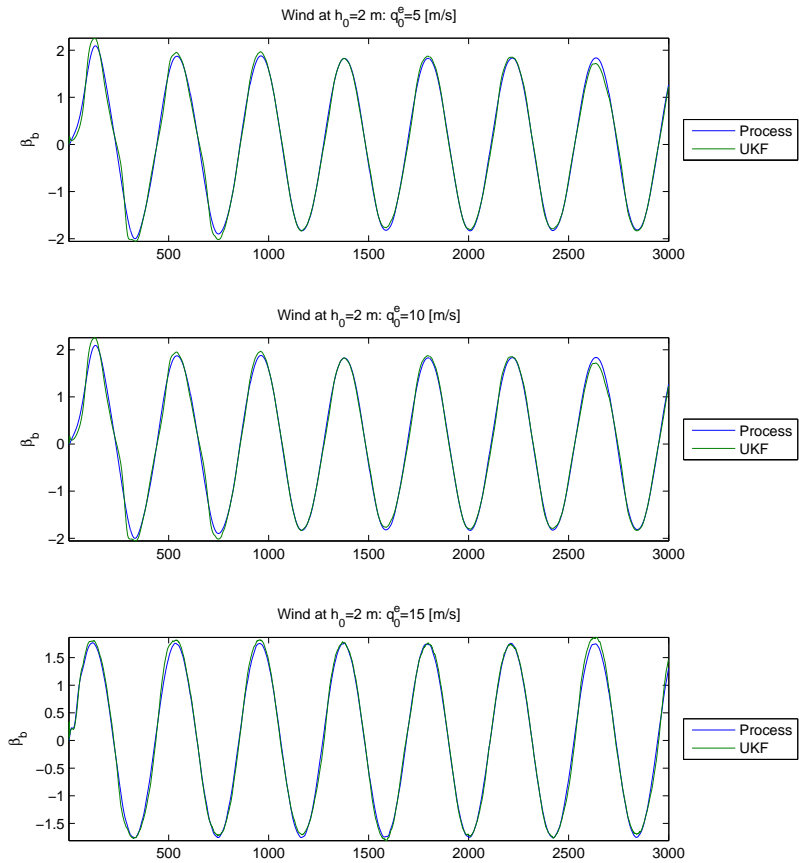 Wind at h₀=2 m: q₀ᵉ=5 [m/s]
2
1
0
−1
−2
β_b
500 1000 1500 2000 2500 3000
Process
UKF
Wind at h₀=2 m: q₀ᵉ=10 [m/s]
2
1
0
−1
−2
β_b
500 1000 1500 2000 2500 3000
Process
UKF
Wind at h₀=2 m: q₀ᵉ=15 [m/s]
1.5
1
0.5
0
−0.5
−1
−1.5
β_b
500 1000 1500 2000 2500 3000
Process
UKF